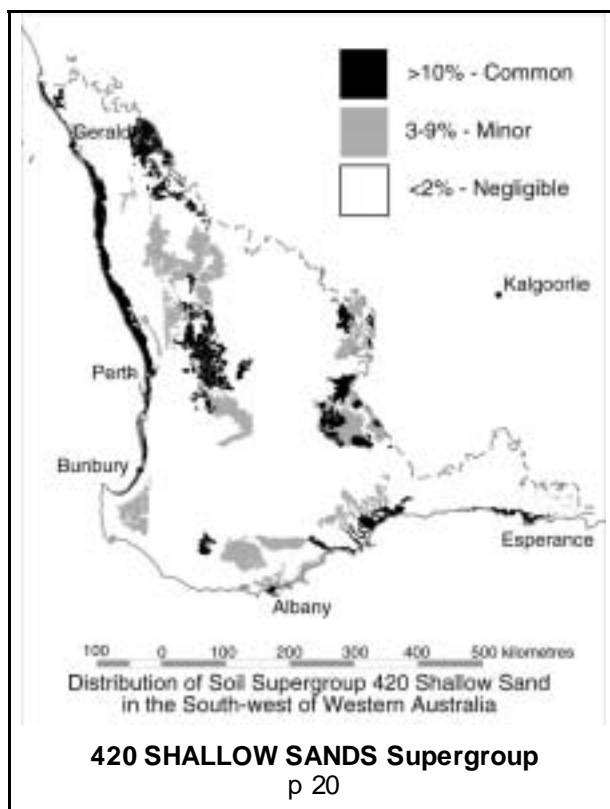 >10% - Common
3-9% - Minor
<2% - Negligible
Gerald
Kalgoorlie
Perth
Bunbury
Esperance
Albany
100 0 100 200 300 400 500 kilometres
Distribution of Soil Supergroup 420 Shallow Sand
in the South-west of Western Australia
420 SHALLOW SANDS Supergroup
p 20